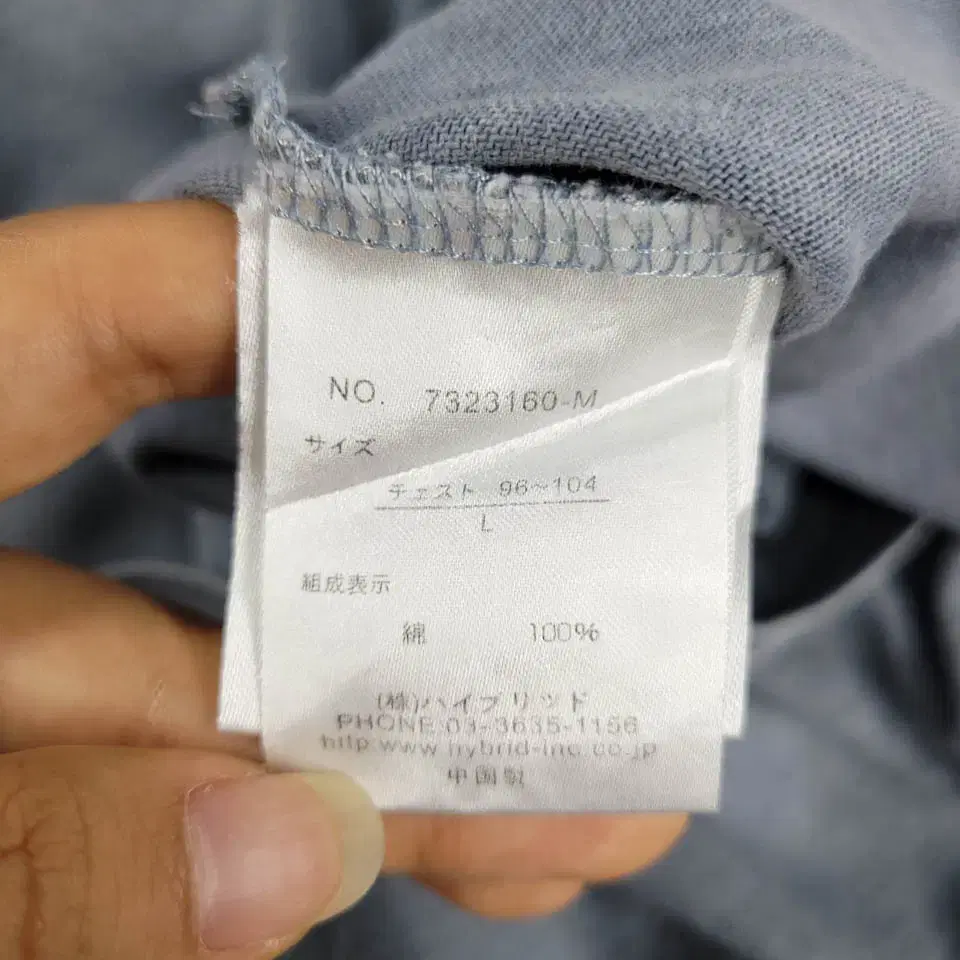 NO. 7323160-M
サイズ
チェスト 96~104
L
組成表示
綿 100%
(株)ハイブリッド
PHONE:03-3635-1156
http:www hybrid-inc.co.jp
中国製